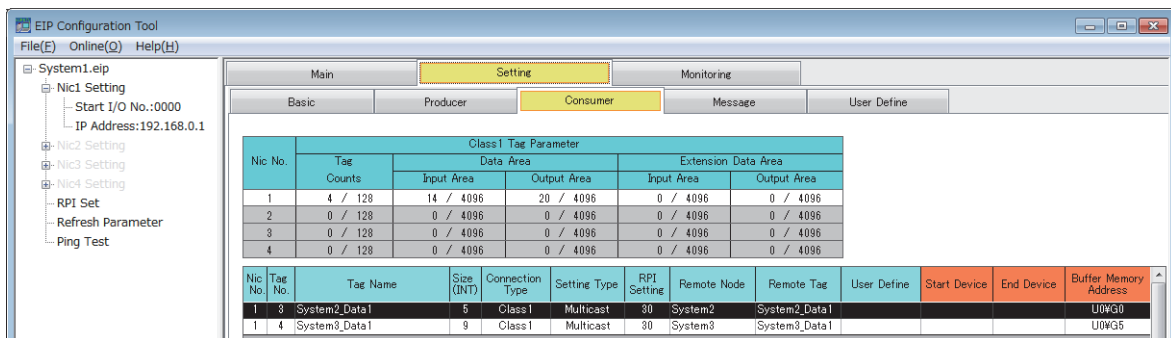 EIP Configuration Tool
File(F) Online(O) Help(H)
System1.eip
Nic1 Setting
Start I/O No.:0000
IP Address:192.168.0.1
Nic2 Setting
Nic3 Setting
Nic4 Setting
RPI Set
Refresh Parameter
Ping Test
Main Setting Monitoring
Basic Producer Consumer Message User Define
Nic No. Class1 Tag Parameter
Tag Counts Data Area Extension Data Area
Input Area Output Area Input Area Output Area
1 4 / 128 14 / 4096 20 / 4096 0 / 4096 0 / 4096
2 0 / 128 0 / 4096 0 / 4096 0 / 4096 0 / 4096
3 0 / 128 0 / 4096 0 / 4096 0 / 4096 0 / 4096
4 0 / 128 0 / 4096 0 / 4096 0 / 4096 0 / 4096
Nic No. Tag No. Tag Name Size (INT) Connection Type Setting Type RPI Setting Remote Node Remote Tag User Define Start Device End Device Buffer Memory Address
1 3 System2_Data1 5 Class1 Multicast 30 System2 System2_Data1 U0¥G0
1 4 System3_Data1 9 Class1 Multicast 30 System3 System3_Data1 U0¥G5